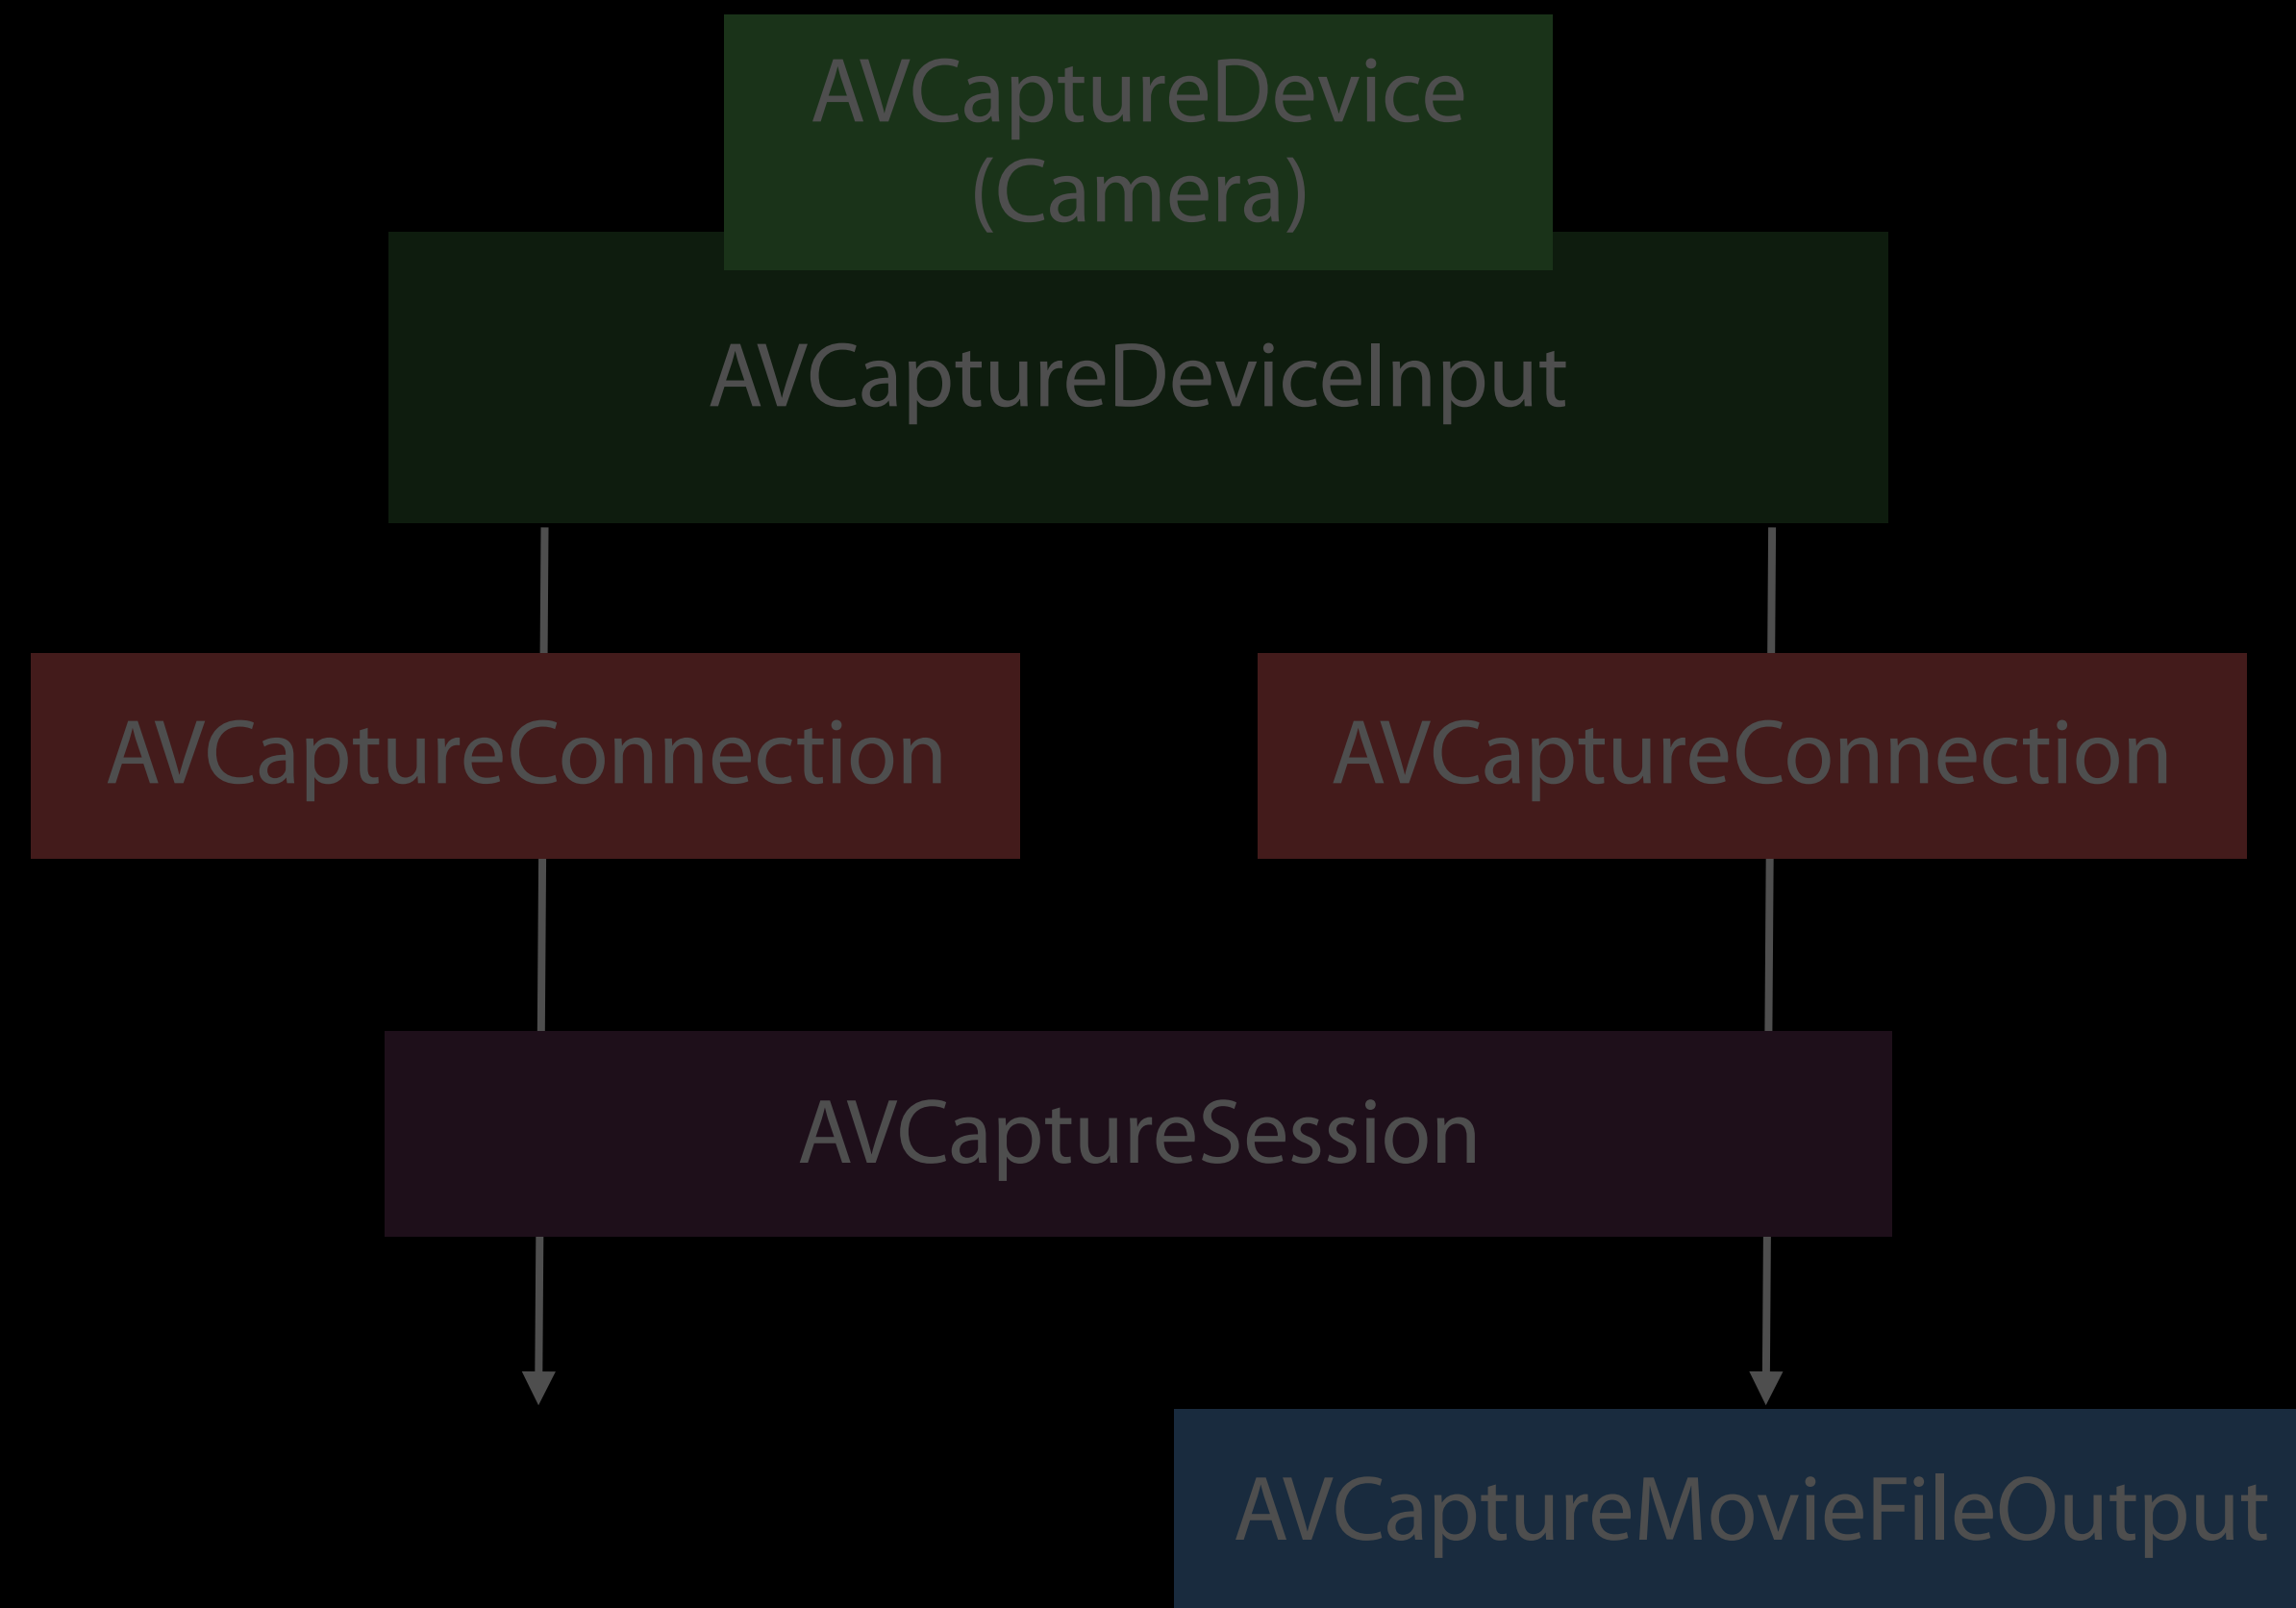 AVCaptureDevice
(Camera)
AVCaptureDeviceInput
AVCaptureConnection
AVCaptureConnection
AVCaptureSession
AVCaptureMovieFileOutput